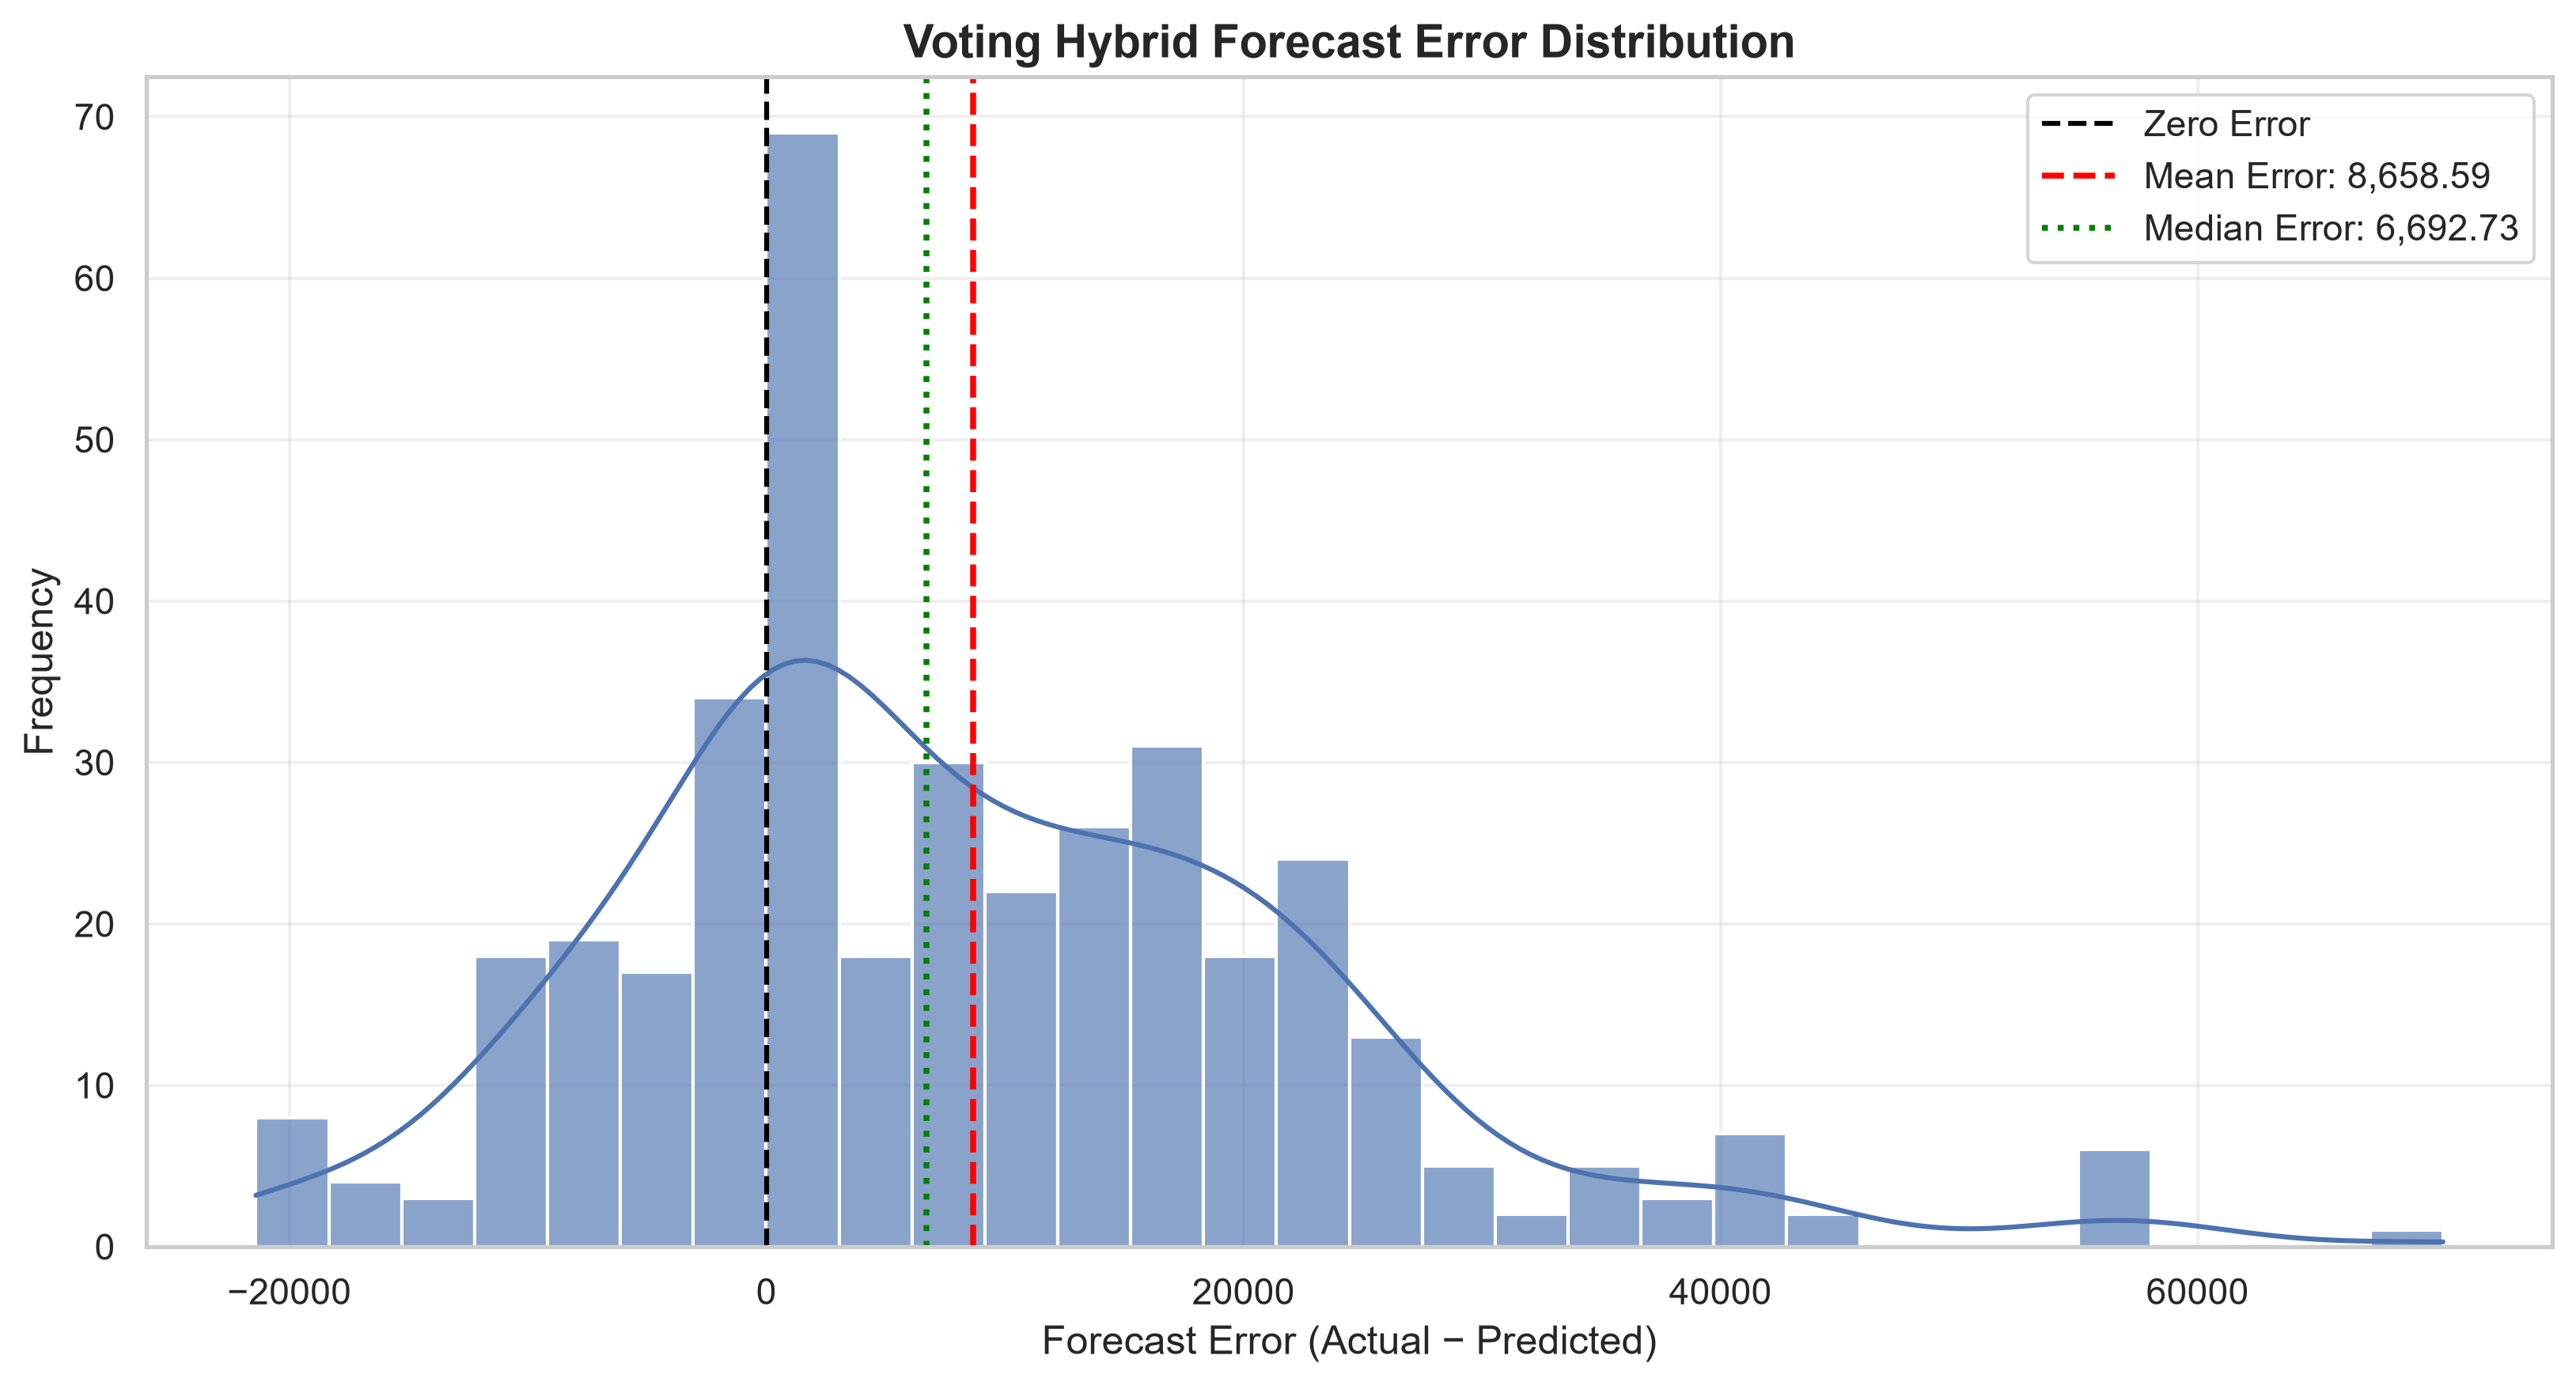 Voting Hybrid Forecast Error Distribution
Zero Error
Mean Error: 8,658.59
Median Error: 6,692.73
Frequency
70
60
50
40
30
20
10
0
−20000
0
20000
40000
60000
Forecast Error (Actual − Predicted)